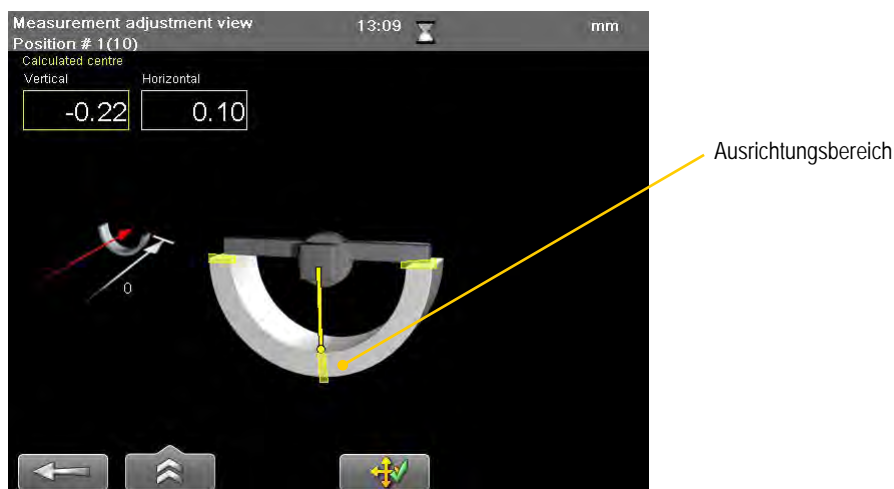 Measurement adjustment view 13:09 mm
Position # 1(10)
Calculated centre
Vertical Horizontal
-0.22 0.10
Ausrichtungsbereich
0